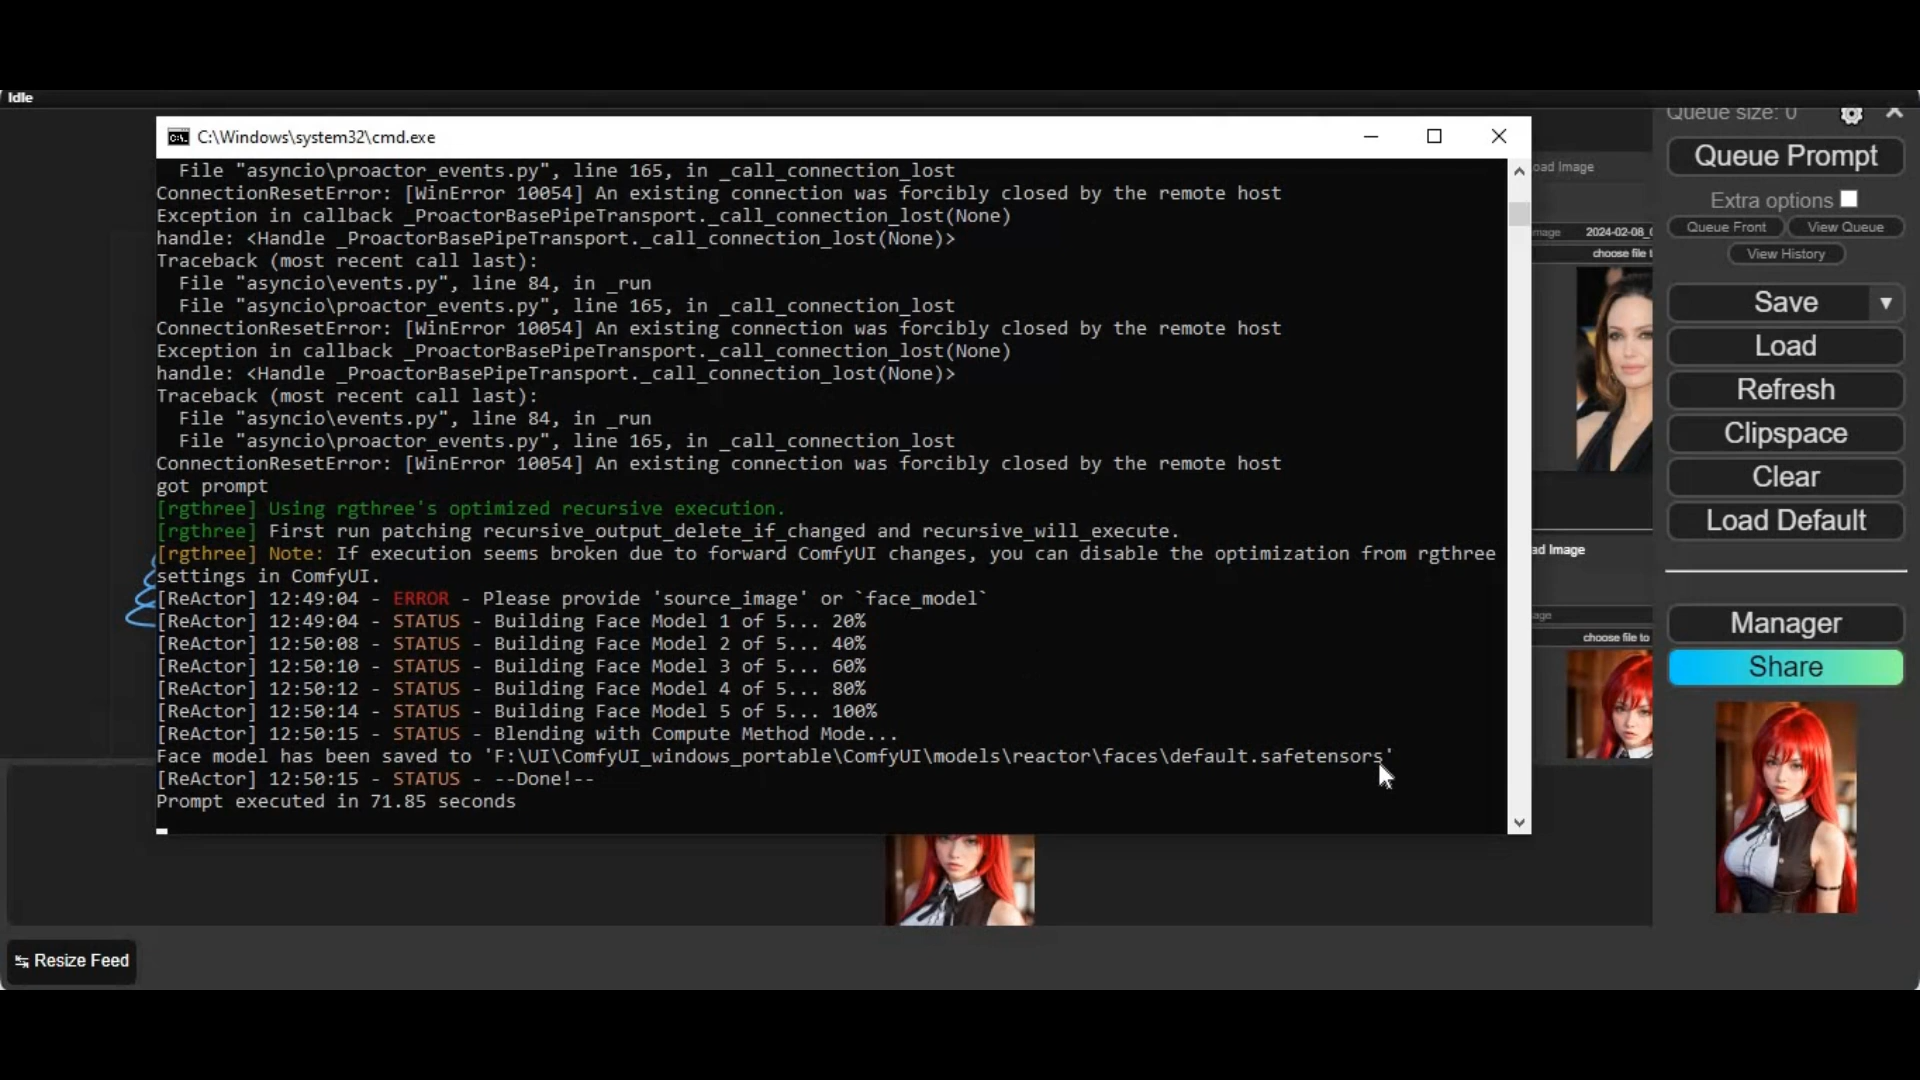 Idle
C:\Windows\system32\cmd.exe
File "asyncio\proactor_events.py", line 165, in _call_connection_lost
ConnectionResetError: [WinError 10054] An existing connection was forcibly closed by the remote host
Exception in callback _ProactorBasePipeTransport._call_connection_lost(None)
handle: <Handle _ProactorBasePipeTransport._call_connection_lost(None)>
Traceback (most recent call last):
File "asyncio\events.py", line 84, in _run
File "asyncio\proactor_events.py", line 165, in _call_connection_lost
ConnectionResetError: [WinError 10054] An existing connection was forcibly closed by the remote host
Exception in callback _ProactorBasePipeTransport._call_connection_lost(None)
handle: <Handle _ProactorBasePipeTransport._call_connection_lost(None)>
Traceback (most recent call last):
File "asyncio\events.py", line 84, in _run
File "asyncio\proactor_events.py", line 165, in _call_connection_lost
ConnectionResetError: [WinError 10054] An existing connection was forcibly closed by the remote host
got prompt
[rgthree] Using rgthree's optimized recursive execution.
[rgthree] First run patching recursive_output_delete_if_changed and recursive_will_execute.
[rgthree] Note: If execution seems broken due to forward ComfyUI changes, you can disable the optimization from rgthree
settings in ComfyUI.
[ReActor] 12:49:04 - ERROR - Please provide 'source_image' or `face_model`
[ReActor] 12:49:04 - STATUS - Building Face Model 1 of 5... 20%
[ReActor] 12:50:08 - STATUS - Building Face Model 2 of 5... 40%
[ReActor] 12:50:10 - STATUS - Building Face Model 3 of 5... 60%
[ReActor] 12:50:12 - STATUS - Building Face Model 4 of 5... 80%
[ReActor] 12:50:14 - STATUS - Building Face Model 5 of 5... 100%
[ReActor] 12:50:15 - STATUS - Blending with Compute Method Mode...
Face model has been saved to 'F:\UI\ComfyUI_windows_portable\ComfyUI\models\reactor\faces\default.safetensors'
[ReActor] 12:50:15 - STATUS - --Done!--
Prompt executed in 71.85 seconds
oad Image
mage 2024-02-08_0
choose file t
ad Image
age
choose file to
Queue size: 0
Queue Prompt
Extra options
Queue Front View Queue
View History
Save ▼
Load
Refresh
Clipspace
Clear
Load Default
Manager
Share
Resize Feed